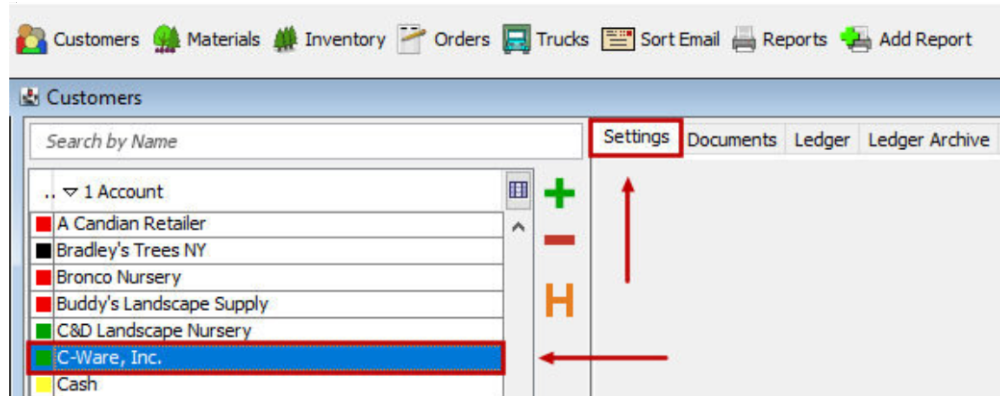 Customers Materials Inventory Orders Trucks Sort Email Reports Add Report
Customers
Search by Name
Settings Documents Ledger Ledger Archive
.. 1 Account
A Candian Retailer
Bradley's Trees NY
Bronco Nursery
Buddy's Landscape Supply
H
C&D Landscape Nursery
C-Ware, Inc.
Cash